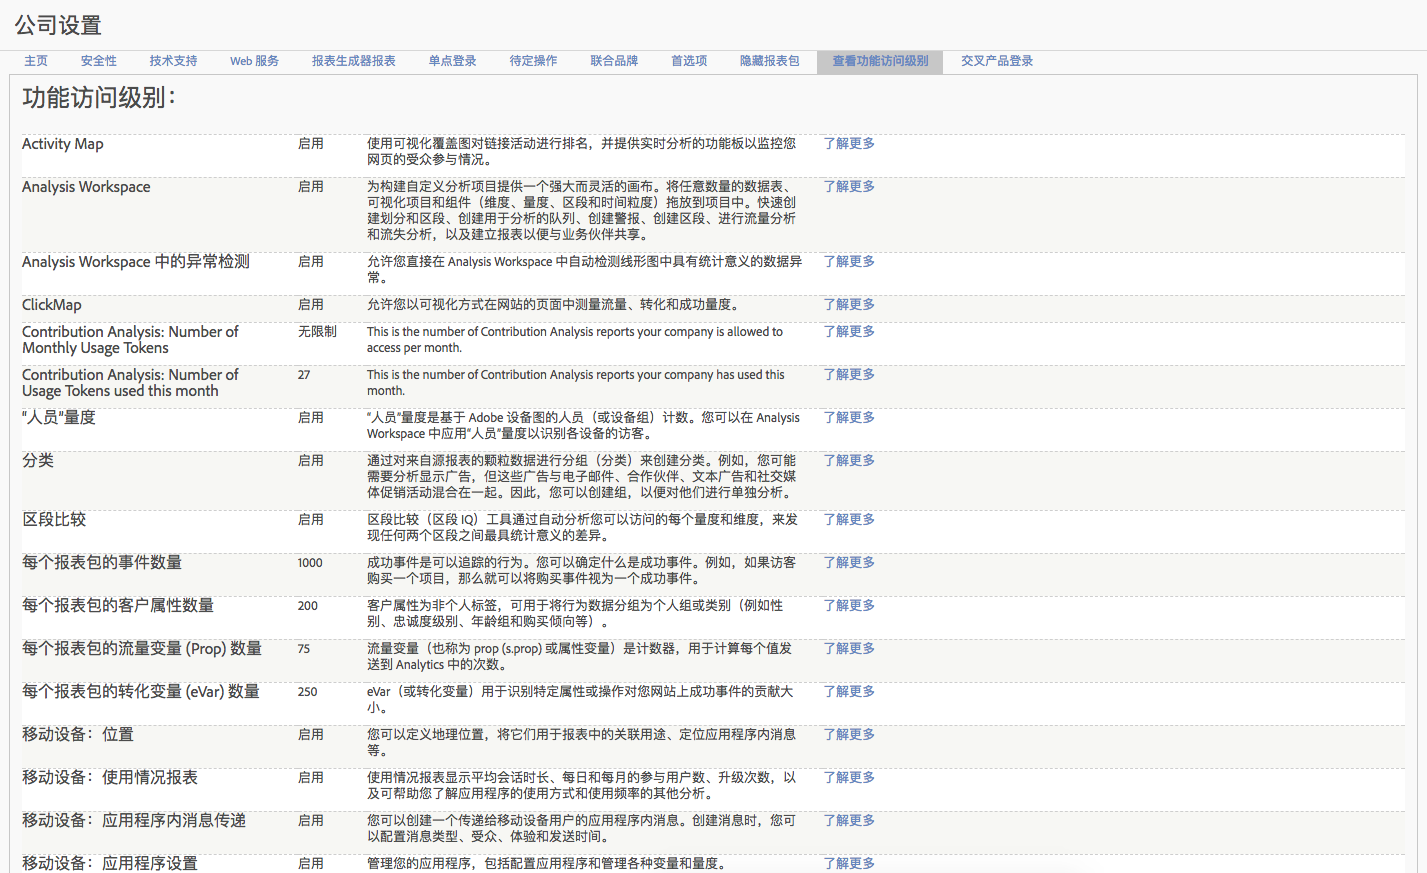 公司设置
主页 安全性 技术支持 Web 服务 报表生成器报表 单点登录 待定操作 联合品牌 首选项 隐藏报表包 查看功能访问级别 交叉产品登录
功能访问级别：
Activity Map 启用 使用可视化覆盖图对链接活动进行排名，并提供实时分析的功能板以监控您 了解更多
网页的受众参与情况。
Analysis Workspace 启用 为构建自定义分析项目提供一个强大而灵活的画布。将任意数量的数据表、 了解更多
可视化项目和组件（维度、量度、区段和时间粒度）拖放到项目中。快速创
建划分和区段、创建用于分析的队列、创建警报、创建区段、进行流量分析
和流失分析，以及建立报表以便与业务伙伴共享。
Analysis Workspace 中的异常检测 启用 允许您直接在 Analysis Workspace 中自动检测线形图中具有统计意义的数据异 了解更多
常。
ClickMap 启用 允许您以可视化方式在网站的页面中测量流量、转化和成功量度。 了解更多
Contribution Analysis: Number of 无限制 This is the number of Contribution Analysis reports your company is allowed to 了解更多
Monthly Usage Tokens access per month.
Contribution Analysis: Number of 27 This is the number of Contribution Analysis reports your company has used this 了解更多
Usage Tokens used this month month.
“人员”量度 启用 “人员”量度是基于 Adobe 设备图的人员（或设备组）计数。您可以在 Analysis 了解更多
Workspace 中应用“人员”量度以识别各设备的访客。
分类 启用 通过对来自源报表的颗粒数据进行分组（分类）来创建分类。例如，您可能 了解更多
需要分析显示广告，但这些广告与电子邮件、合作伙伴、文本广告和社交媒
体促销活动混合在一起。因此，您可以创建组，以便对他们进行单独分析。
区段比较 启用 区段比较（区段 IQ）工具通过自动分析您可以访问的每个量度和维度，来发 了解更多
现任何两个区段之间最具统计意义的差异。
每个报表包的事件数量 1000 成功事件是可以追踪的行为。您可以确定什么是成功事件。例如，如果访客 了解更多
购买一个项目，那么就可以将购买事件视为一个成功事件。
每个报表包的客户属性数量 200 客户属性为非个人标签，可用于将行为数据分组为个人组或类别（例如性 了解更多
别、忠诚度级别、年龄组和购买倾向等）。
每个报表包的流量变量 (Prop) 数量 75 流量变量（也称为 prop (s.prop) 或属性变量）是计数器，用于计算每个值发 了解更多
送到 Analytics 中的次数。
每个报表包的转化变量 (eVar) 数量 250 eVar（或转化变量）用于识别特定属性或操作对您网站上成功事件的贡献大 了解更多
小。
移动设备：位置 启用 您可以定义地理位置，将它们用于报表中的关联用途、定位应用程序内消息 了解更多
等。
移动设备：使用情况报表 启用 使用情况报表显示平均会话时长、每日和每月的参与用户数、升级次数，以 了解更多
及可帮助您了解应用程序的使用方式和使用频率的其他分析。
移动设备：应用程序内消息传递 启用 您可以创建一个传递给移动设备用户的应用程序内消息。创建消息时，您可 了解更多
以配置消息类型、受众、体验和发送时间。
移动设备：应用程序设置 启用 管理您的应用程序，包括配置应用程序和管理各种变量和量度。 了解更多